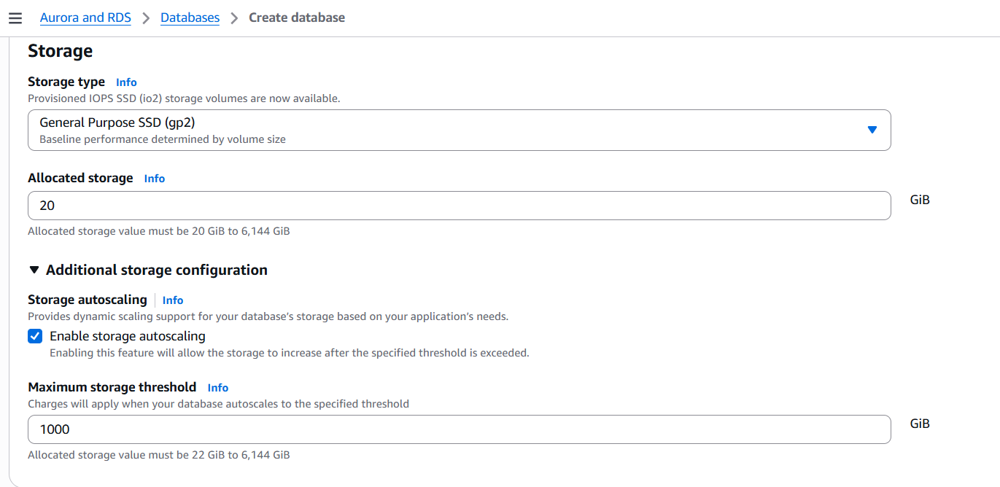 Aurora and RDS > Databases > Create database
Storage
Storage type Info
Provisioned IOPS SSD (io2) storage volumes are now available.
General Purpose SSD (gp2)
Baseline performance determined by volume size
Allocated storage Info
20 GiB
Allocated storage value must be 20 GiB to 6,144 GiB
Additional storage configuration
Storage autoscaling Info
Provides dynamic scaling support for your database’s storage based on your application’s needs.
Enable storage autoscaling
Enabling this feature will allow the storage to increase after the specified threshold is exceeded.
Maximum storage threshold Info
Charges will apply when your database autoscales to the specified threshold
1000 GiB
Allocated storage value must be 22 GiB to 6,144 GiB